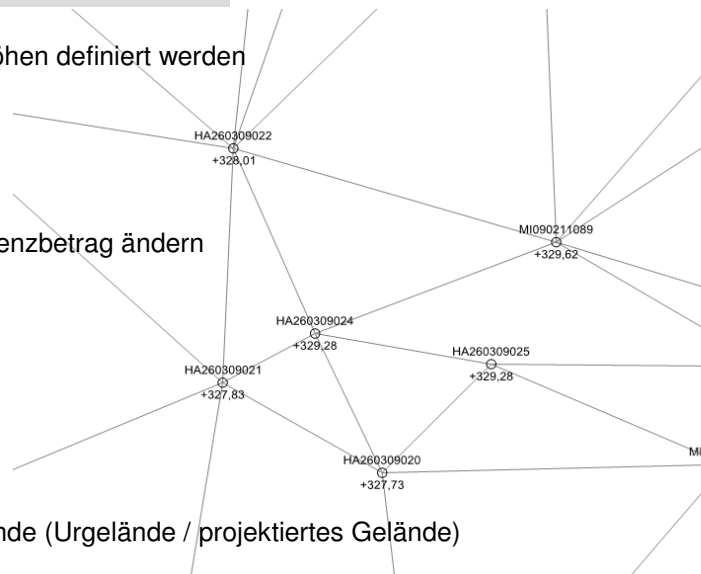 öhen definiert werden
HA260309022
+328,01
enzbetrag ändern
MI090211089
+329,62
HA260309024
+329,28
HA260309025
+329,28
HA260309021
+327,83
HA260309020
+327,73
nde (Urgelände / projektiertes Gelände)